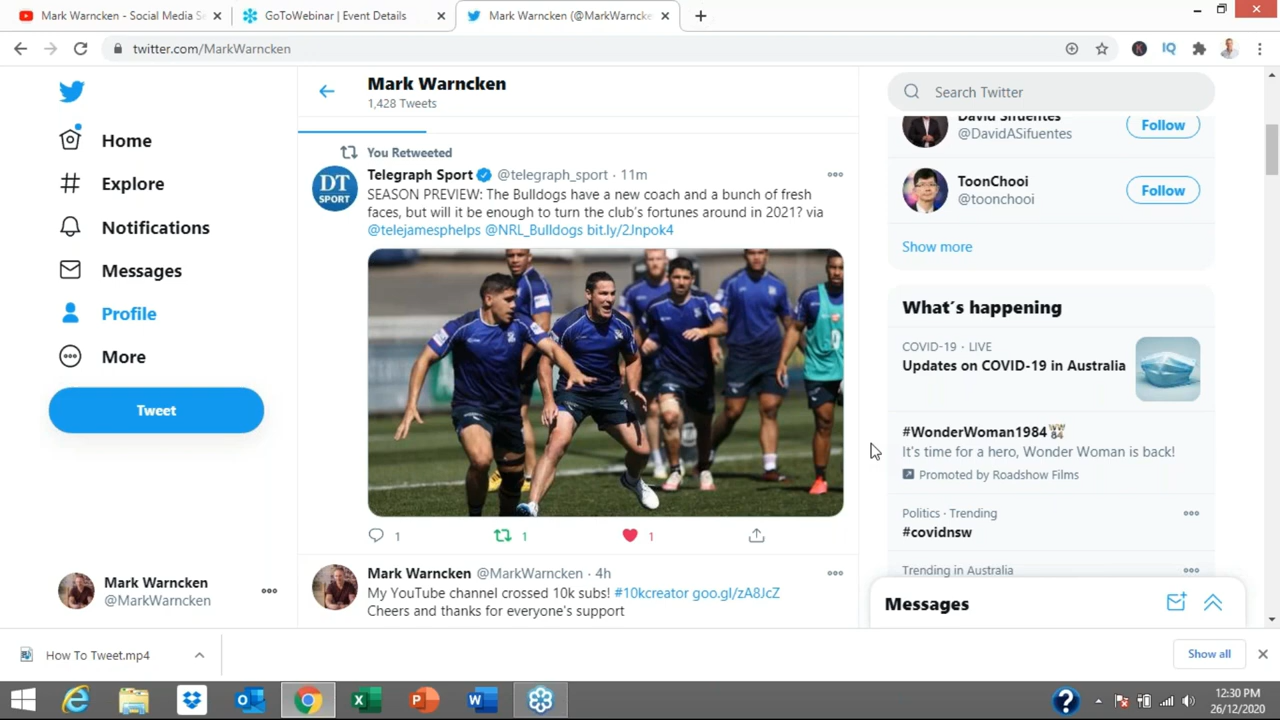 Mark Warncken - Social Media Se
GoToWebinar | Event Details
Mark Warncken (@MarkWarncke
twitter.com/MarkWarncken
IQ
Mark Warncken
1,428 Tweets
Search Twitter
Home
Explore
Notifications
Messages
Profile
More
Tweet
Mark Warncken
@MarkWarncken
You Retweeted
Telegraph Sport @telegraph_sport · 11m
DT
SPORT
SEASON PREVIEW: The Bulldogs have a new coach and a bunch of fresh
faces, but will it be enough to turn the club's fortunes around in 2021? via
@telejamesphelps @NRL_Bulldogs bit.ly/2Jnpok4
1
1
1
Mark Warncken @MarkWarncken · 4h
My YouTube channel crossed 10k subs! #10kcreator goo.gl/zA8JcZ
Cheers and thanks for everyone's support
David Sifuentes
@DavidASifuentes
Follow
ToonChooi
@toonchooi
Follow
Show more
What's happening
COVID-19 · LIVE
Updates on COVID-19 in Australia
#WonderWoman1984
It's time for a hero, Wonder Woman is back!
Promoted by Roadshow Films
Politics · Trending
#covidnsw
Trending in Australia
Messages
How To Tweet.mp4
Show all
12:30 PM
26/12/2020